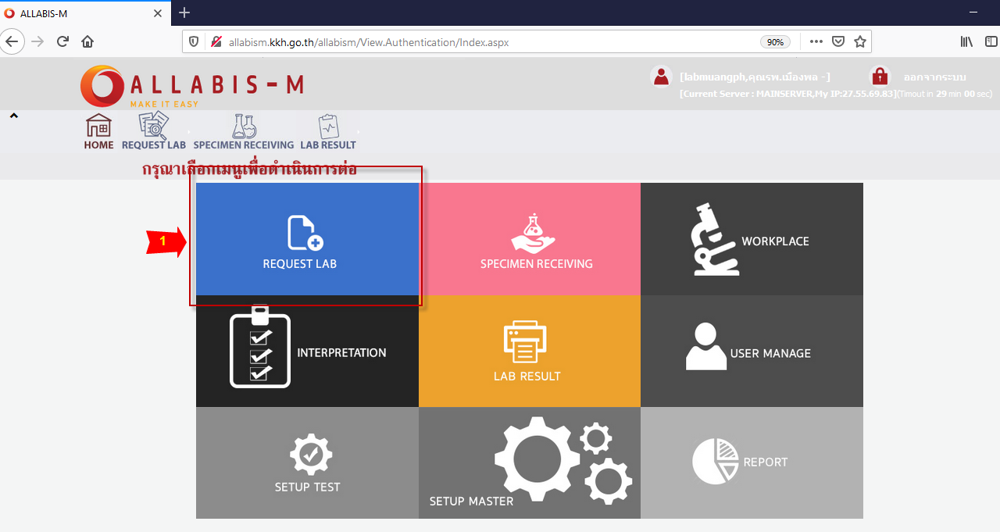 ALLABIS-M
allabism.kkh.go.th/allabism/View.Authentication/Index.aspx
90%
ALLABIS-M
MAKE IT EASY
[labmuangph,คุณรพ.เมืองพล -]
ออกจากระบบ
[Current Server : MAINSERVER,My IP:27.55.69.83](Timout in 29 min 00 sec)
HOME
REQUEST LAB
SPECIMEN RECEIVING
LAB RESULT
กรุณาเลือกเมนูเพื่อดำเนินการต่อ
1
REQUEST LAB
SPECIMEN RECEIVING
WORKPLACE
INTERPRETATION
LAB RESULT
USER MANAGE
SETUP TEST
SETUP MASTER
REPORT